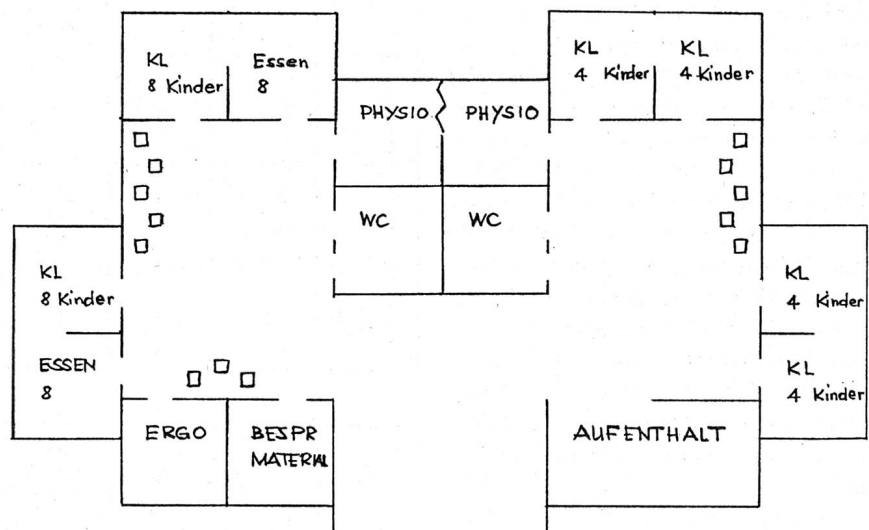 KL
8 Kinder
Essen
8
PHYSIO
PHYSIO
KL
4 Kinder
KL
4 Kinder
WC
WC
KL
8 Kinder
ESSEN
8
KL
4 Kinder
KL
4 Kinder
ERGO
BESPR
MATERIAL
AUFENTHALT